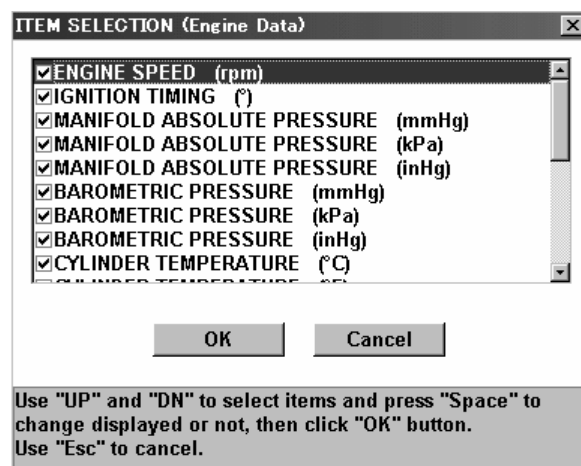 ITEM SELECTION (Engine Data)
ENGINE SPEED (rpm)
IGNITION TIMING (°)
MANIFOLD ABSOLUTE PRESSURE (mmHg)
MANIFOLD ABSOLUTE PRESSURE (kPa)
MANIFOLD ABSOLUTE PRESSURE (inHg)
BAROMETRIC PRESSURE (mmHg)
BAROMETRIC PRESSURE (kPa)
BAROMETRIC PRESSURE (inHg)
CYLINDER TEMPERATURE (°C)
OK Cancel
Use "UP" and "DN" to select items and press "Space" to
change displayed or not, then click "OK" button.
Use "Esc" to cancel.